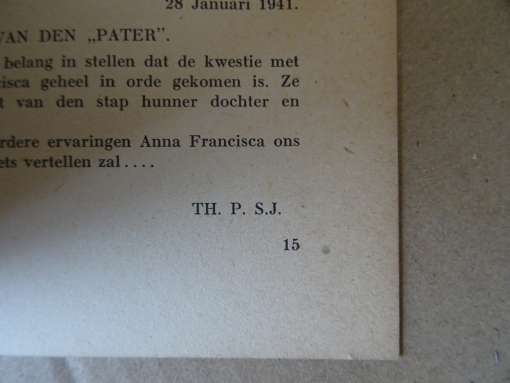 28 Januari 1941.
VAN DEN „PATER”.
belang in stellen dat de kwestie met
cisca geheel in orde gekomen is. Ze
t van den stap hunner dochter en
rdere ervaringen Anna Francisca ons
ets vertellen zal....
TH. P. S.J.
15